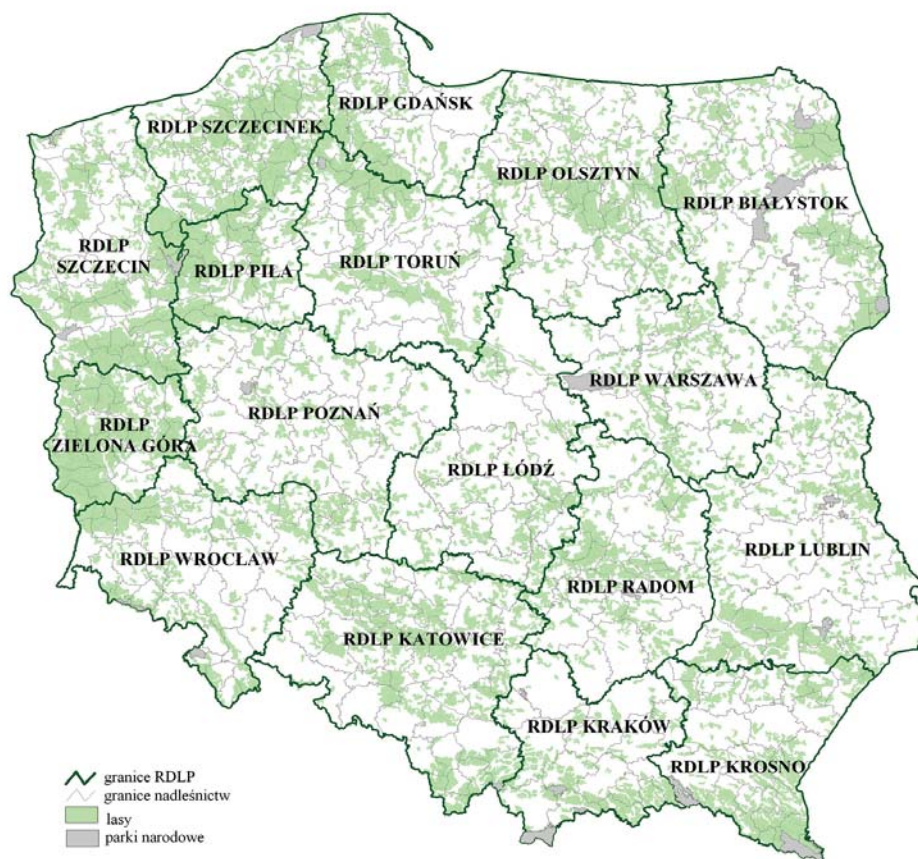 RDLP GDAŃSK
RDLP SZCZECINEK
RDLP OLSZTYN
RDLP BIAŁYSTOK
RDLP
SZCZECIN
RDLP PIŁA
RDLP TORUŃ
RDLP WARSZAWA
RDLP POZNAŃ
RDLP
ZIELONA GÓRA
RDLP ŁÓDŹ
RDLP WROCŁAW
RDLP LUBLIN
RDLP RADOM
RDLP KATOWICE
RDLP KRAKÓW
RDLP KROSNO
granice RDLP
granice nadleśnictw
lasy
parki narodowe